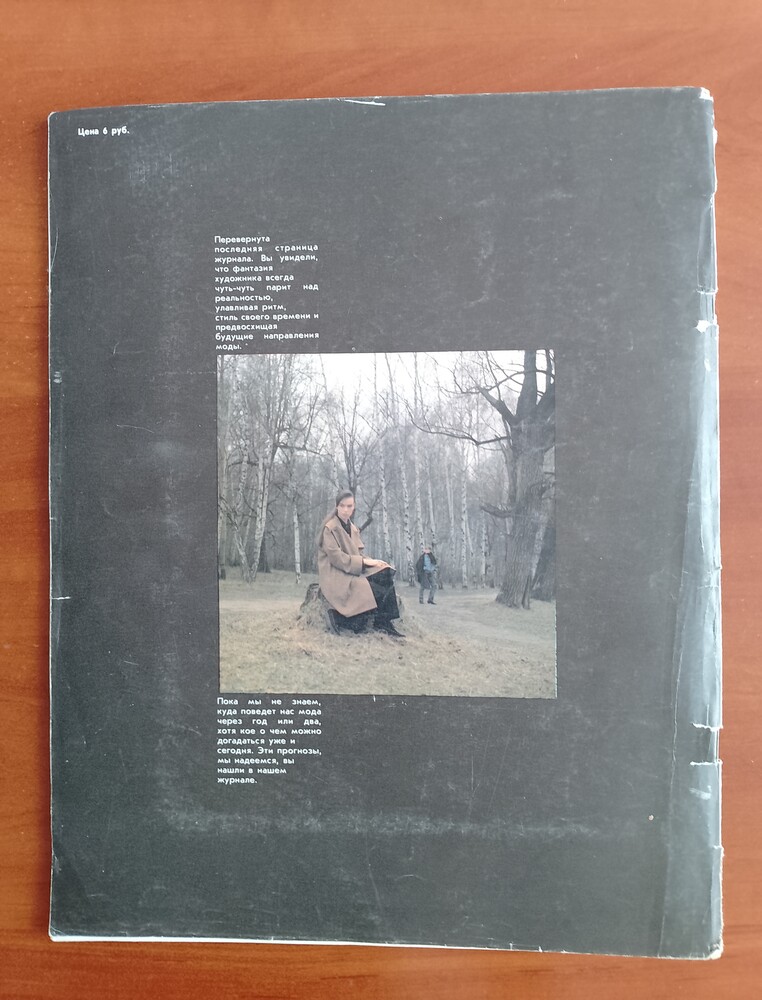 Цена 6 руб.
Перевернута
последняя страница
журнала. Вы увидели,
что фантазия
художника всегда
чуть-чуть парит над
реальностью,
улавливая ритм,
стиль своего времени и
предвосхищая
будущие направления
моды.
Пока мы не знаем,
куда поведет нас мода
через год или два,
хотя кое о чем можно
догадаться уже и
сегодня. Эти прогнозы,
мы надеемся, вы
нашли в нашем
журнале.